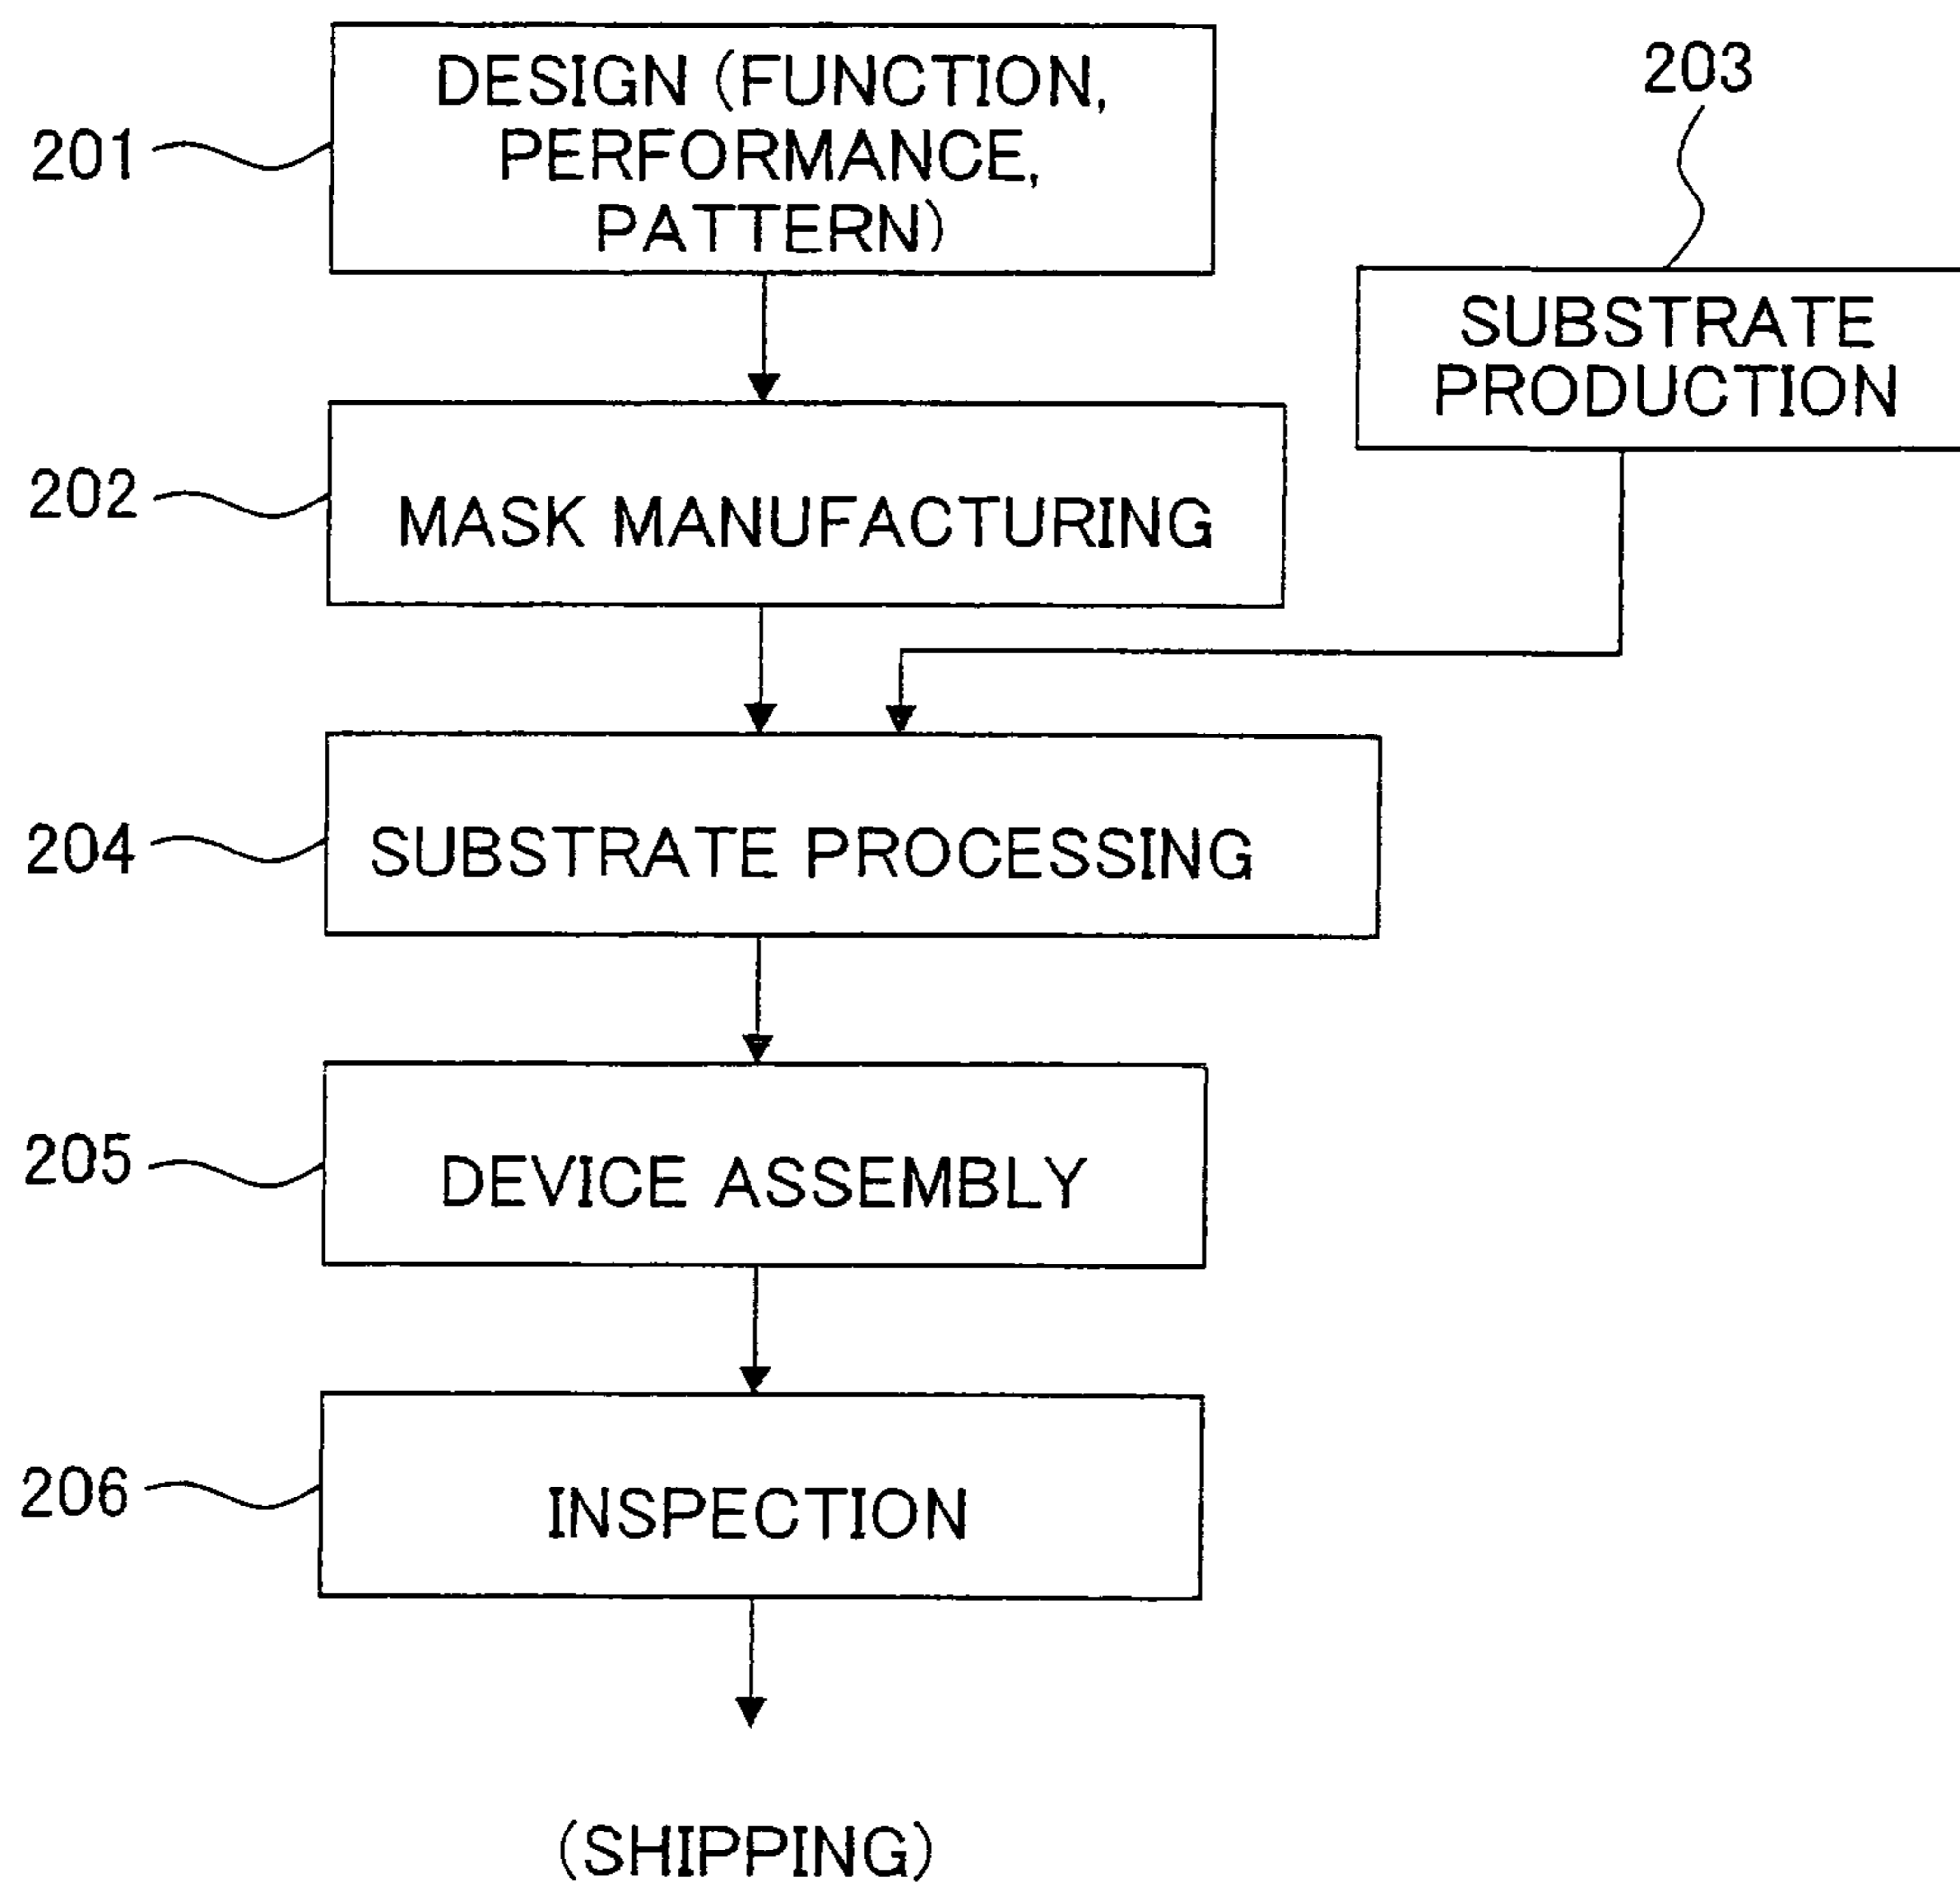 DESIGN (FUNCTION,
PERFORMANCE,
PATTERN)
201
203
SUBSTRATE
PRODUCTION
202
MASK MANUFACTURING
204
SUBSTRATE PROCESSING
205
DEVICE ASSEMBLY
206
INSPECTION
(SHIPPING)